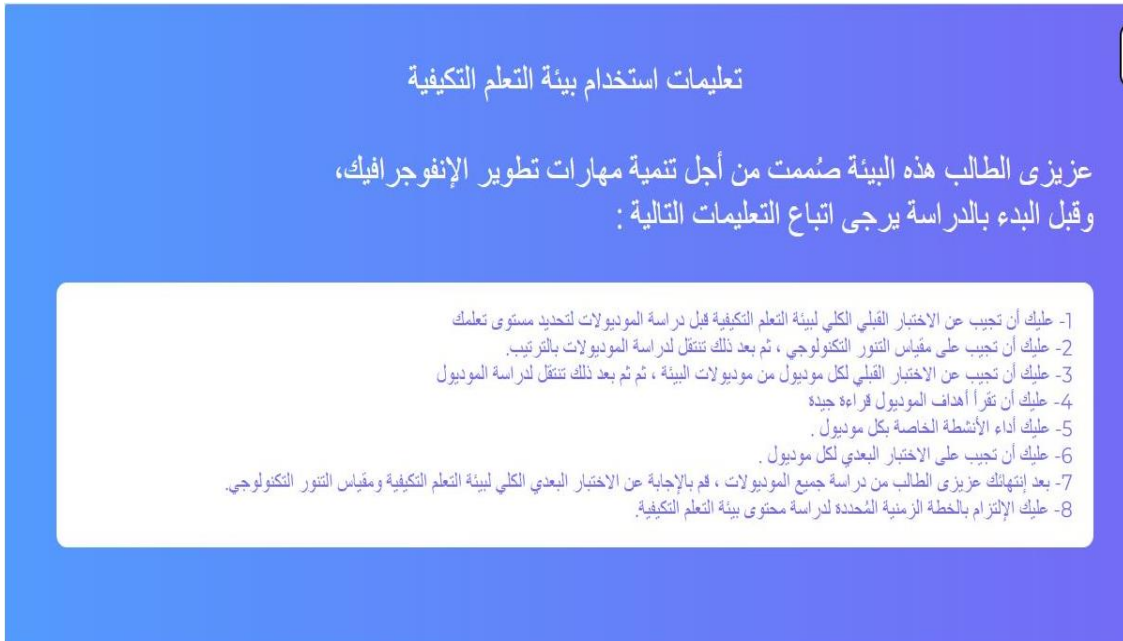 تعليمات استخدام بيئة التعلم التكيفية
عزيزى الطالب هذه البيئة صُممت من أجل تنمية مهارات تطوير الإنفوجرافيك،
وقبل البدء بالدراسة يرجى اتباع التعليمات التالية :
1- عليك أن تجيب عن الاختبار القبلي الكلي لبيئة التعلم التكيفية قبل دراسة الموديولات لتحديد مستوى تعلمك
2- عليك أن تجيب على مقياس التنور التكنولوجي ، ثم بعد ذلك تنتقل لدراسة الموديولات بالترتيب.
3- عليك أن تجيب عن الاختبار القبلي لكل موديول من موديولات البيئة ، ثم ثم بعد ذلك تنتقل لدراسة الموديول
4- عليك أن تقرأ أهداف الموديول قراءة جيدة
5- عليك أداء الأنشطة الخاصة بكل موديول .
6- عليك أن تجيب على الاختبار البعدي لكل موديول .
7- بعد إنتهائك عزيزى الطالب من دراسة جميع الموديولات ، قم بالإجابة عن الاختبار البعدي الكلي لبيئة التعلم التكيفية ومقياس التنور التكنولوجي.
8- عليك الإلتزام بالخطة الزمنية المُحددة لدراسة محتوى بيئة التعلم التكيفية.